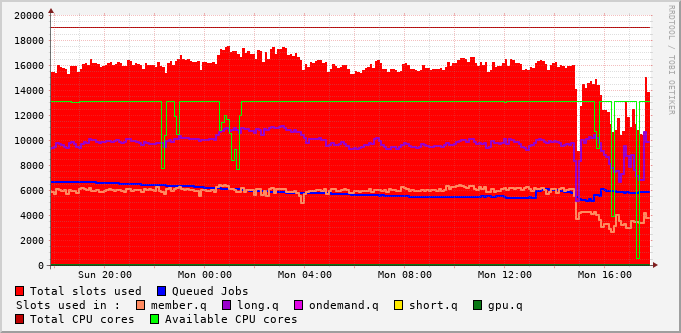 RRDTOOL / TOBI OETIKER
20000
18000
16000
14000
12000
10000
8000
6000
4000
2000
0
Sun 20:00 Mon 00:00 Mon 04:00 Mon 08:00 Mon 12:00 Mon 16:00
Total slots used Queued Jobs
Slots used in : member.q long.q ondemand.q short.q gpu.q
Total CPU cores Available CPU cores